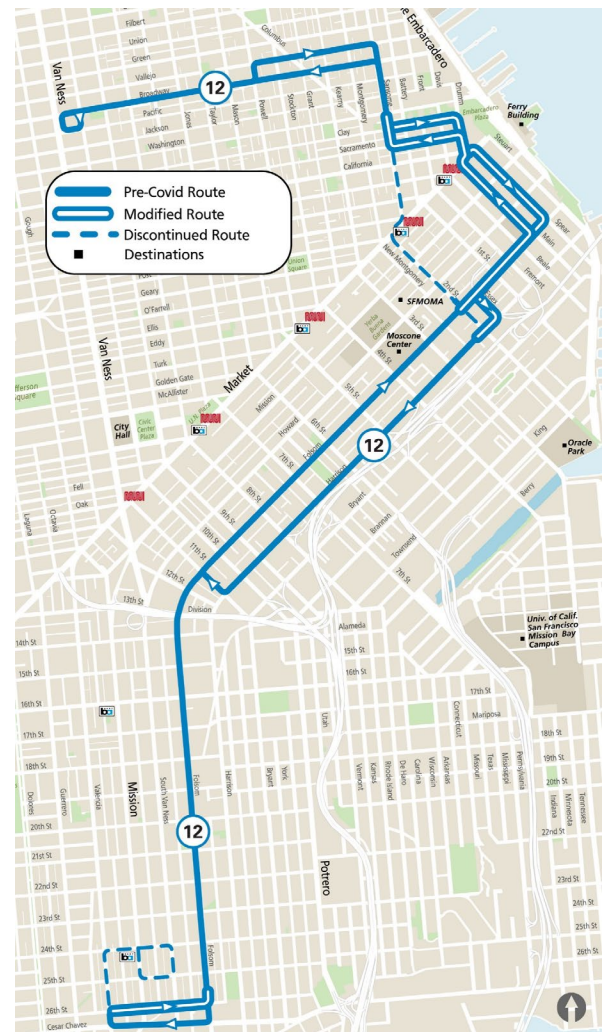 Filbert
Union
Green
Vallejo
Broadway
Pacific
Jackson
Washington
Van Ness
Columbus
The Embarcadero
12
Jones
Taylor
Mason
Powell
Stockton
Grant
Kearny
Montgomery
Sansome
Battery
Front
Davis
Drumm
Clay
Sacramento
California
Embarcadero
Plaza
Ferry
Building
Steuart
Spear
Main
Beale
Fremont
1st St
2nd St
New Montgomery
Pre-Covid Route
Modified Route
Discontinued Route
Destinations
Gough
Geary
O'Farrell
Ellis
Eddy
Turk
Golden Gate
McAllister
Union
Square
SFMOMA
Yerba
Buena
Gardens
3rd St
Moscone
Center
4th St
5th St
6th St
7th St
8th St
9th St
10th St
11th St
12th St
13th St
Van Ness
Market
Mission
Howard
Folsom
Harrison
12
Bryant
Brannan
Townsend
7th St
King
Berry
Oracle
Park
Jefferson
Square
City
Hall
Civic
Center
Plaza
U.N. Plaza
Fell
Oak
Laguna
Octavia
Division
Alameda
15th St
16th St
Univ. of Calif.
San Francisco
Mission Bay
Campus
14th St
15th St
16th St
17th St
18th St
20th St
21st St
22nd St
23rd St
24th St
25th St
26th St
Cesar Chavez
Dolores
Guerrero
Valencia
Mission
South Van Ness
Folsom
Harrison
Bryant
York
Utah
Potrero
Vermont
Kansas
Rhode Island
De Haro
Carolina
Wisconsin
Arkansas
Connecticut
Missouri
Texas
Mississippi
Pennsylvania
Indiana
Minnesota
Tennessee
17th St
Mariposa
18th St
19th St
20th St
22nd St
23rd St
24th St
25th St
26th St
12
Folsom